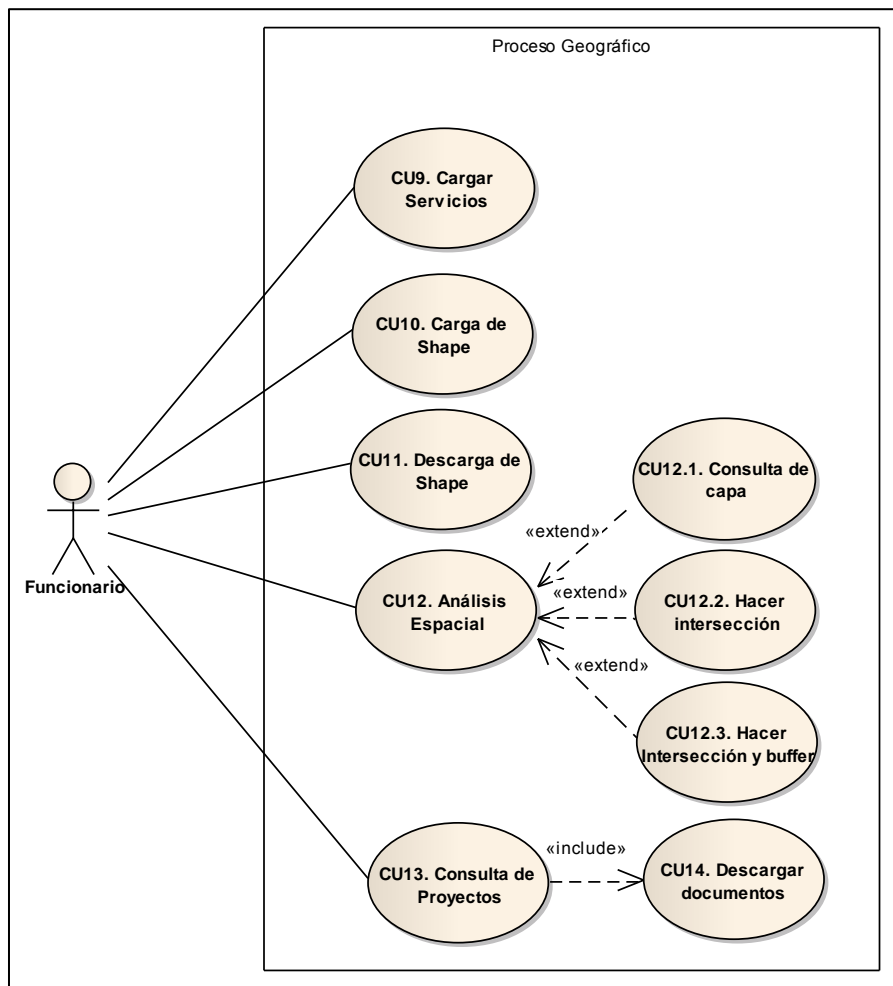 Proceso Geográfico
CU9. Cargar
Servicios
CU10. Carga de
Shape
CU11. Descarga de
Shape
CU12.1. Consulta de
capa
«extend»
Funcionario
CU12. Análisis
Espacial
«extend»
CU12.2. Hacer
intersección
«extend»
CU12.3. Hacer
Intersección y buffer
CU13. Consulta de
Proyectos
«include»
CU14. Descargar
documentos